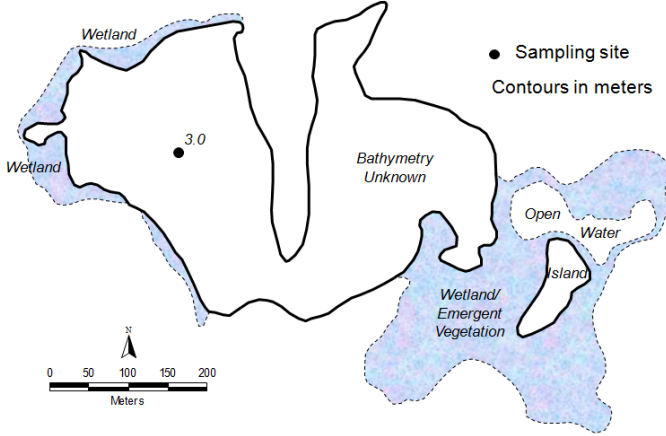 Wetland
Sampling site
Contours in meters
3.0
Wetland
Bathymetry
Unknown
Open
Water
Island
Wetland/
Emergent
Vegetation
N
0 50 100 150 200
Meters